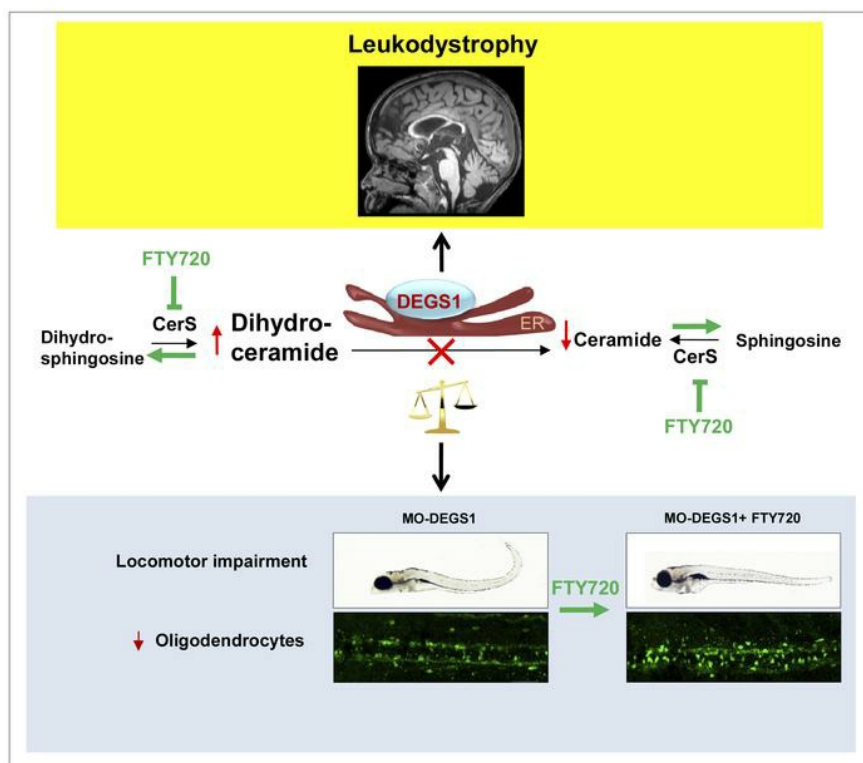 Leukodystrophy
FTY720
DEGS1
ER
CerS
Dihydro-
sphingosine
Dihydro-
ceramide
Ceramide
CerS
Sphingosine
FTY720
MO-DEGS1
MO-DEGS1+ FTY720
Locomotor impairment
FTY720
Oligodendrocytes